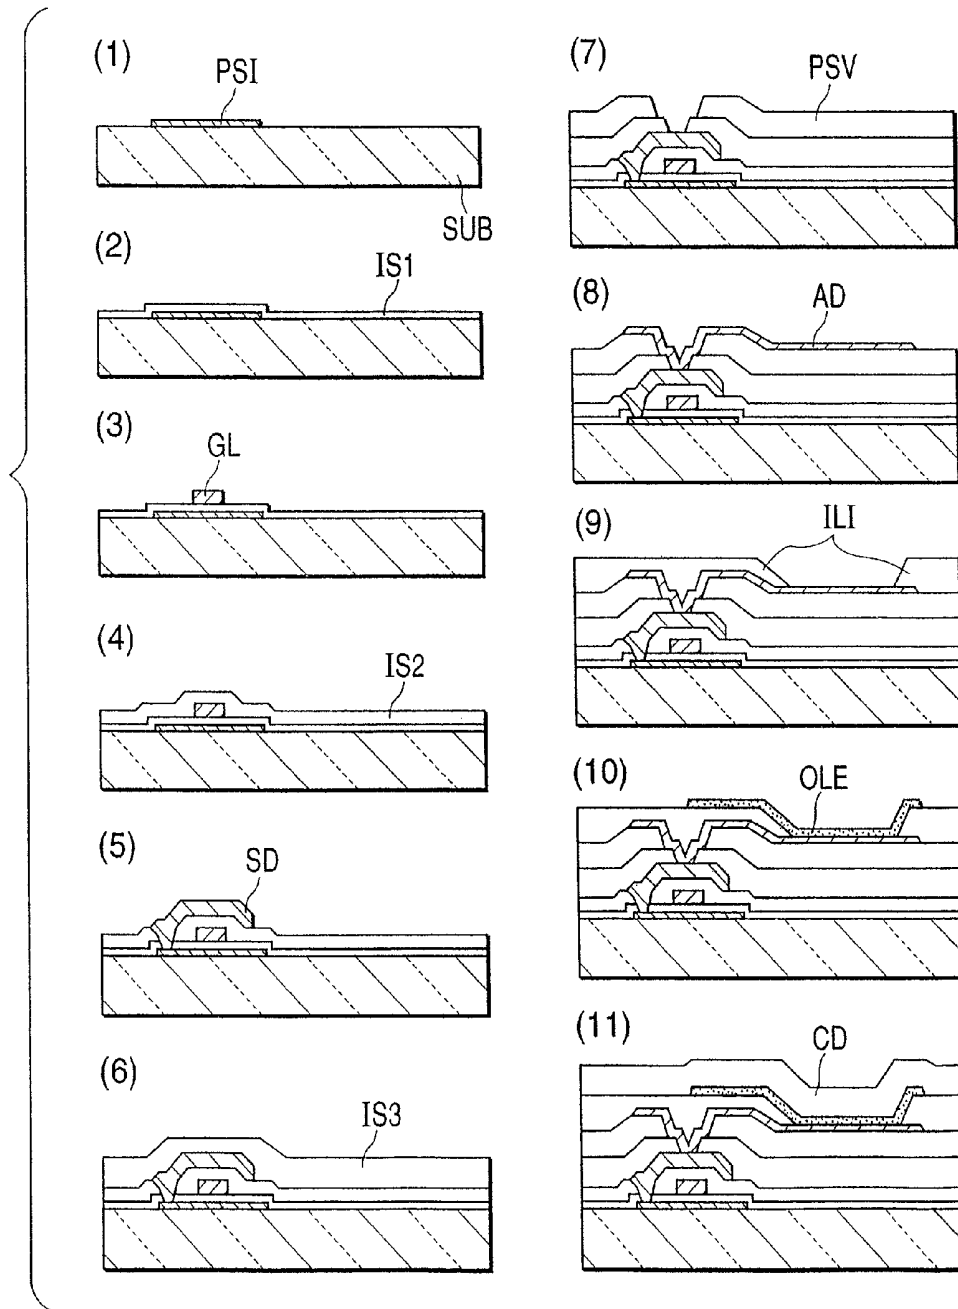 (1)
PSI
SUB
(2)
IS1
(3)
GL
(4)
IS2
(5)
SD
(6)
IS3
(7)
PSV
(8)
AD
(9)
ILI
(10)
OLE
(11)
CD